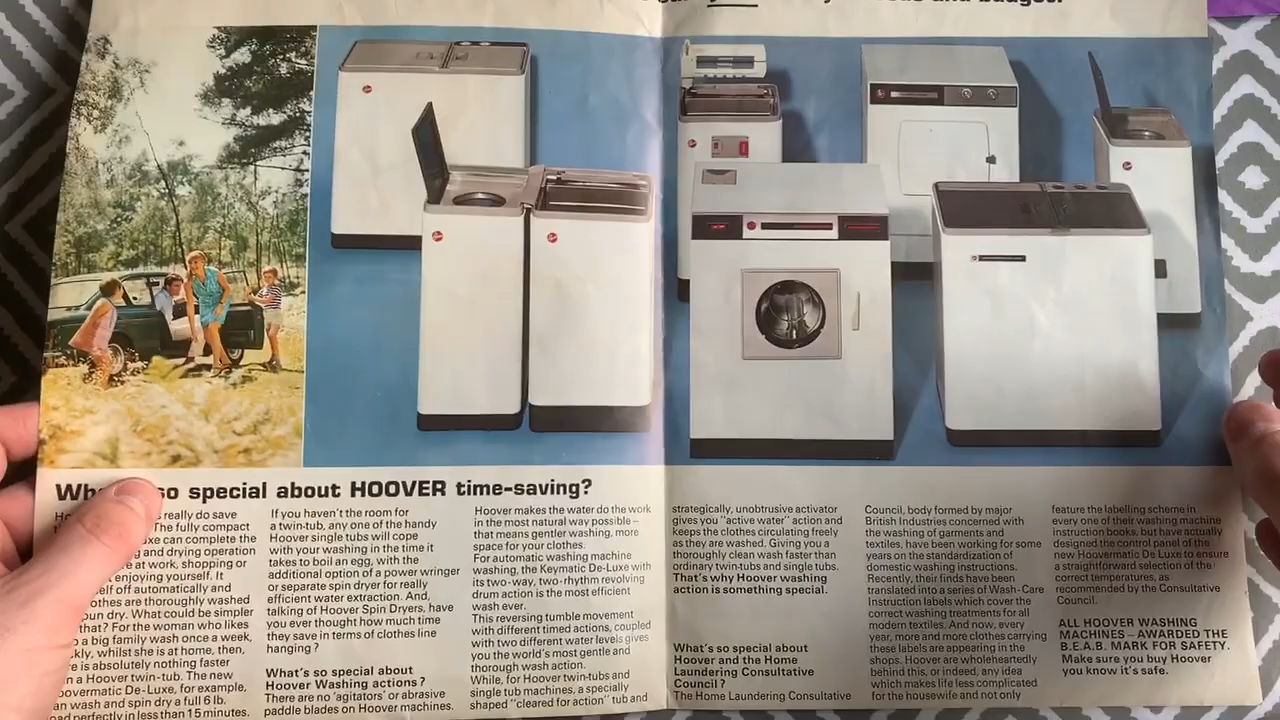 and budget.
What so special about HOOVER time-saving?
really do save
The fully compact
can complete the
and drying operation
at work, shopping or
enjoying yourself. It
off automatically and
are thoroughly washed
dry. What could be simpler
that? For the woman who likes
a big family wash once a week,
whilst she is at home, then,
is absolutely nothing faster
a Hoover twin-tub. The new
De-Luxe, for example,
wash and spin dry a full 6 lb.
perfectly in less than 15 minutes.
If you haven't the room for
a twin-tub, any one of the handy
Hoover single tubs will cope
with your washing in the time it
takes to boil an egg, with the
additional option of a power wringer
or separate spin dryer for really
efficient water extraction. And,
talking of Hoover Spin Dryers, have
you ever thought how much time
they save in terms of clothes line
hanging?
What's so special about
Hoover Washing actions?
There are no 'agitators' or abrasive
paddle blades on Hoover machines.
Hoover makes the water do the work
in the most natural way possible –
that means gentler washing, more
space for your clothes.
For automatic washing machine
washing, the Keymatic De-Luxe with
its two-way, two-rhythm revolving
drum action is the most efficient
wash ever.
This reversing tumble movement
with different timed actions, coupled
with two different water levels gives
you the world's most gentle and
thorough wash action.
While, for Hoover twin-tubs and
single tub machines, a specially
shaped "cleared for action" tub and
strategically, unobtrusive activator
gives you "active water" action and
keeps the clothes circulating freely
as they are washed. Giving you a
thoroughly clean wash faster than
ordinary twin-tubs and single tubs.
That's why Hoover washing
action is something special.
What's so special about
Hoover and the Home
Laundering Consultative
Council?
The Home Laundering Consultative
Council, body formed by major
British Industries concerned with
the washing of garments and
textiles, have been working for some
years on the standardization of
domestic washing instructions.
Recently, their finds have been
translated into a series of Wash-Care
Instruction labels which cover the
correct washing treatments for all
modern textiles. And now, every
year, more and more clothes carrying
these labels are appearing in the
shops. Hoover are wholeheartedly
behind this, or indeed, any idea
which makes life less complicated
for the housewife and not only
feature the labelling scheme in
every one of their washing machine
instruction books, but have actually
designed the control panel of the
new Hoovermatic De Luxe to ensure
a straightforward selection of the
correct temperatures, as
recommended by the Consultative
Council.
ALL HOOVER WASHING
MACHINES – AWARDED THE
B.E.A.B. MARK FOR SAFETY.
Make sure you buy Hoover
you know it's safe.